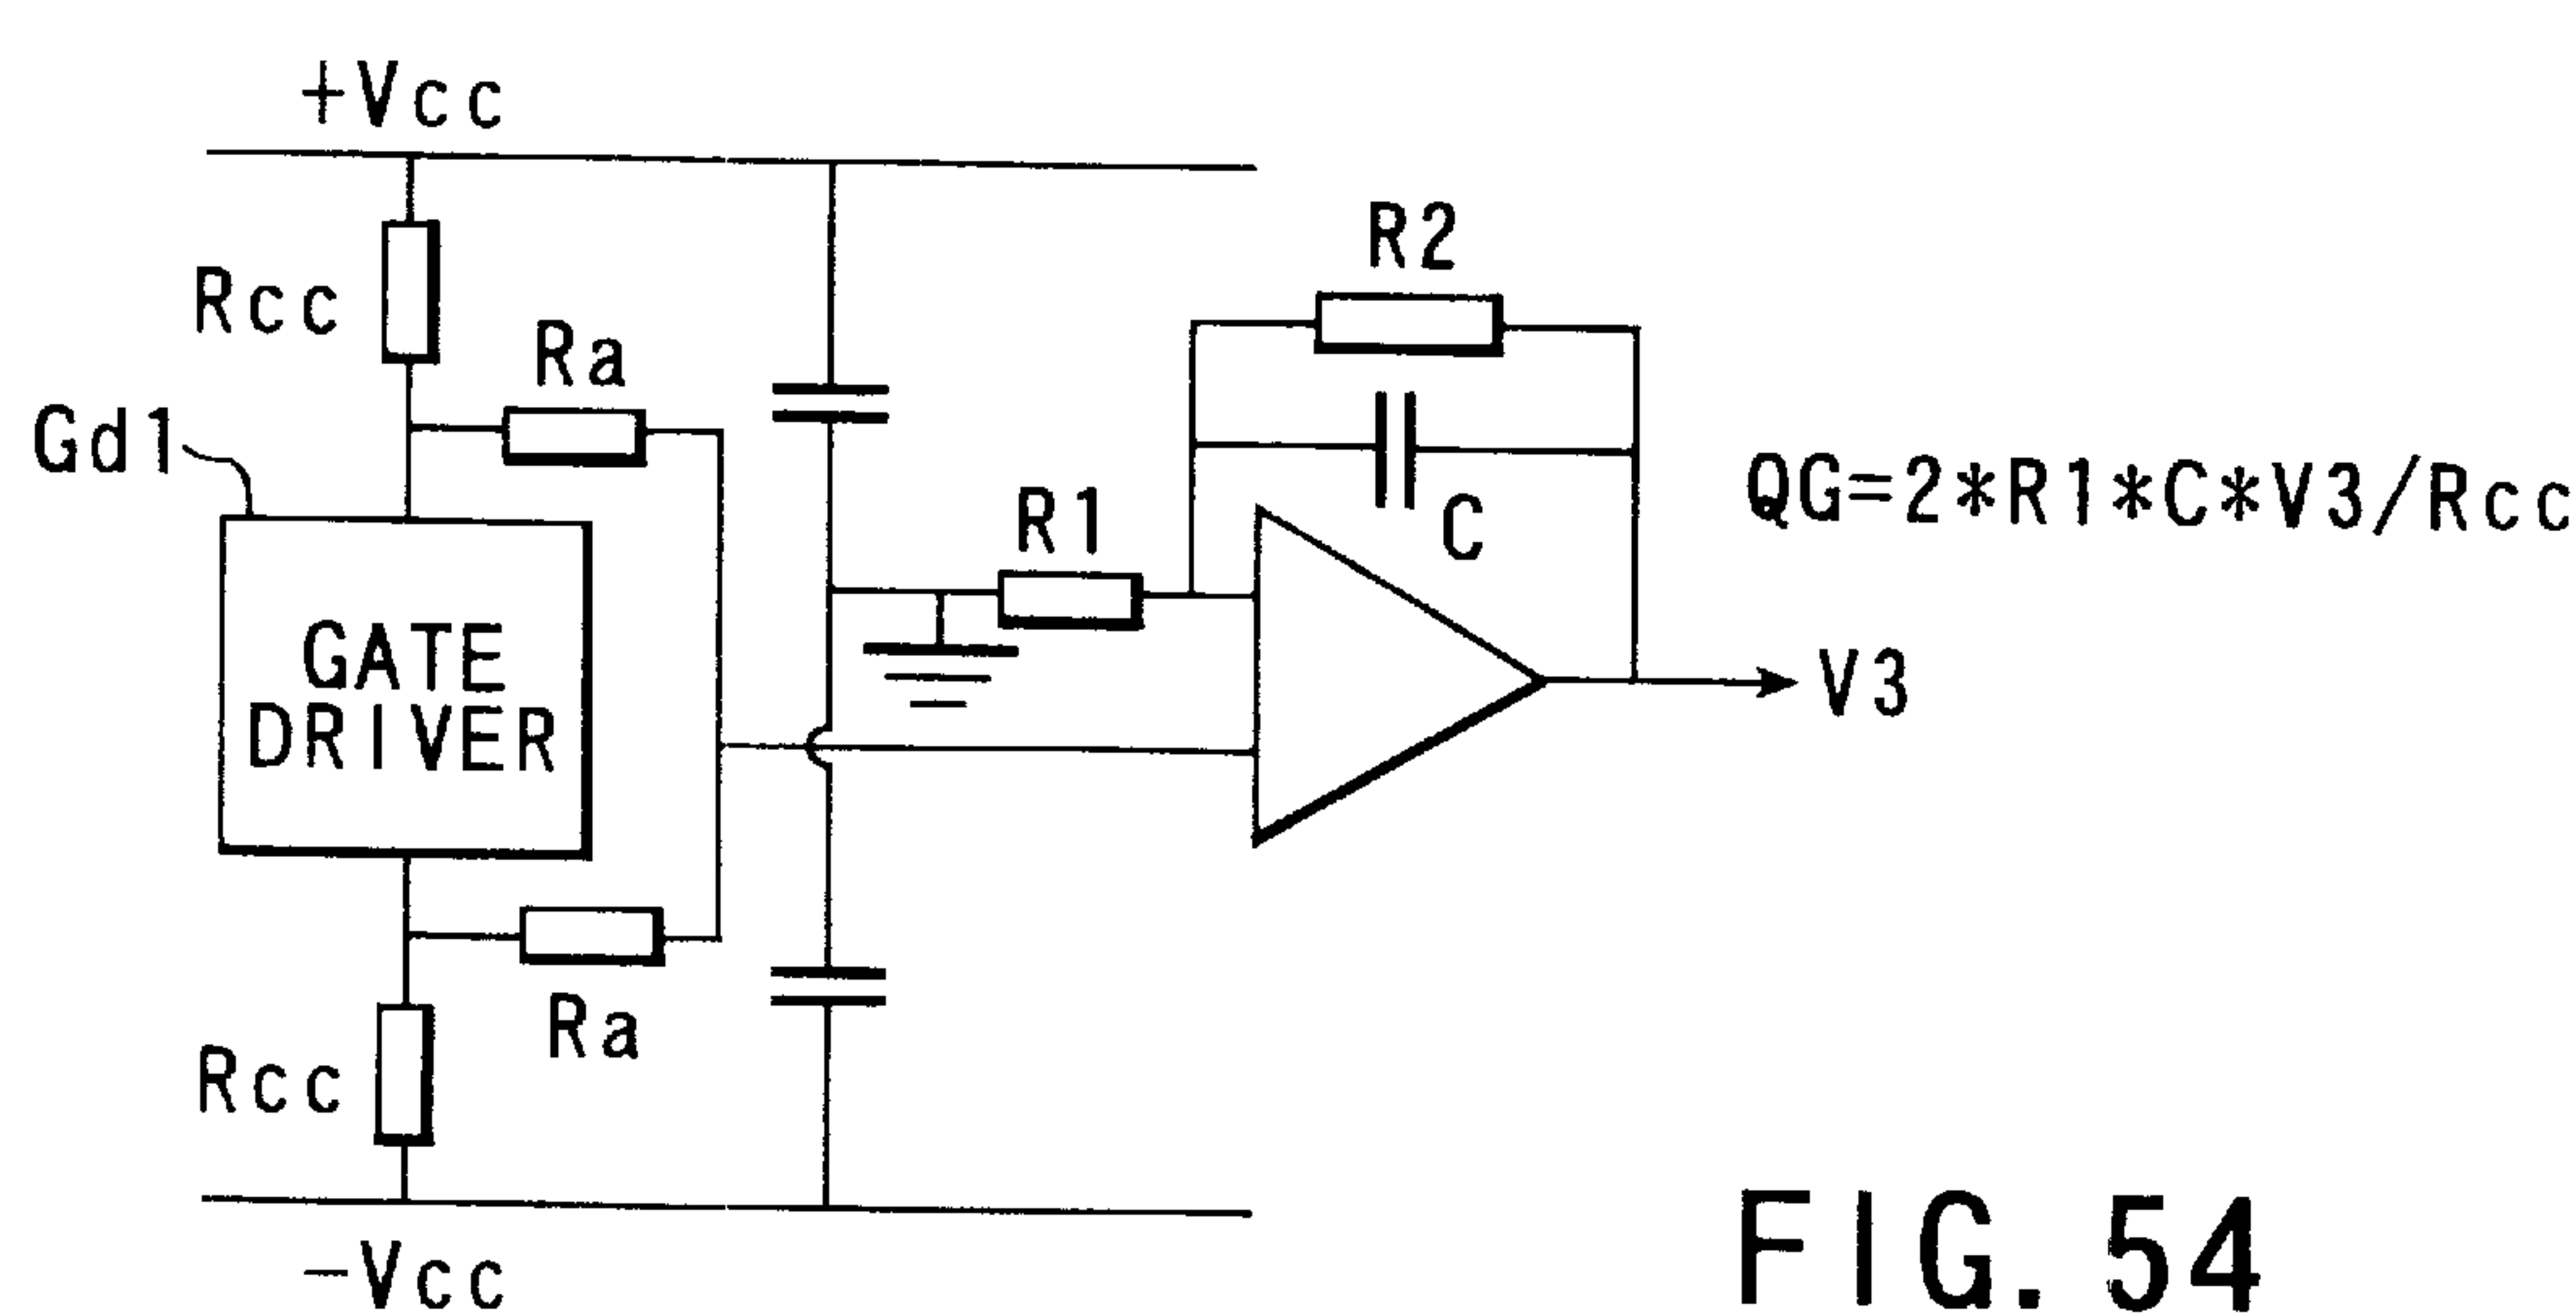 +Vcc
Rcc
Ra
R2
Gd1
R1
C
QG=2*R1*C*V3/Rcc
GATE
DRIVER
V3
Ra
Rcc
-Vcc
FIG. 54